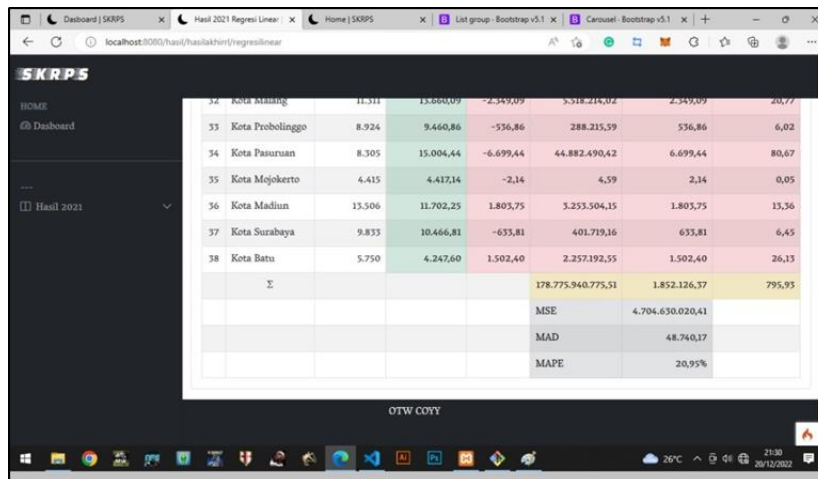 Dasboard | SKRPS
Hasil 2021 Regresi Linear |
Home | SKRPS
List group · Bootstrap v5.1
Carousel · Bootstrap v5.1
localhost:8080/hasil/hasilakhirrl/regresilinear
SKRPS
HOME
Dasboard
---
Hasil 2021
32 Kota Malang 11.311 13.660,09 -2.349,09 5.518.214,02 2.349,09 20,77
33 Kota Probolinggo 8.924 9.460,86 -536,86 288.215,59 536,86 6,02
34 Kota Pasuruan 8.305 15.004,44 -6.699,44 44.882.490,42 6.699,44 80,67
35 Kota Mojokerto 4.415 4.417,14 -2,14 4,59 2,14 0,05
36 Kota Madiun 13.506 11.702,25 1.803,75 3.253.504,15 1.803,75 13,36
37 Kota Surabaya 9.833 10.466,81 -633,81 401.719,16 633,81 6,45
38 Kota Batu 5.750 4.247,60 1.502,40 2.257.192,55 1.502,40 26,13
Σ 178.775.940.775,51 1.852.126,37 795,93
MSE 4.704.630.020,41
MAD 48.740,17
MAPE 20,95%
OTW COYY
26°C
21:30
20/12/2022